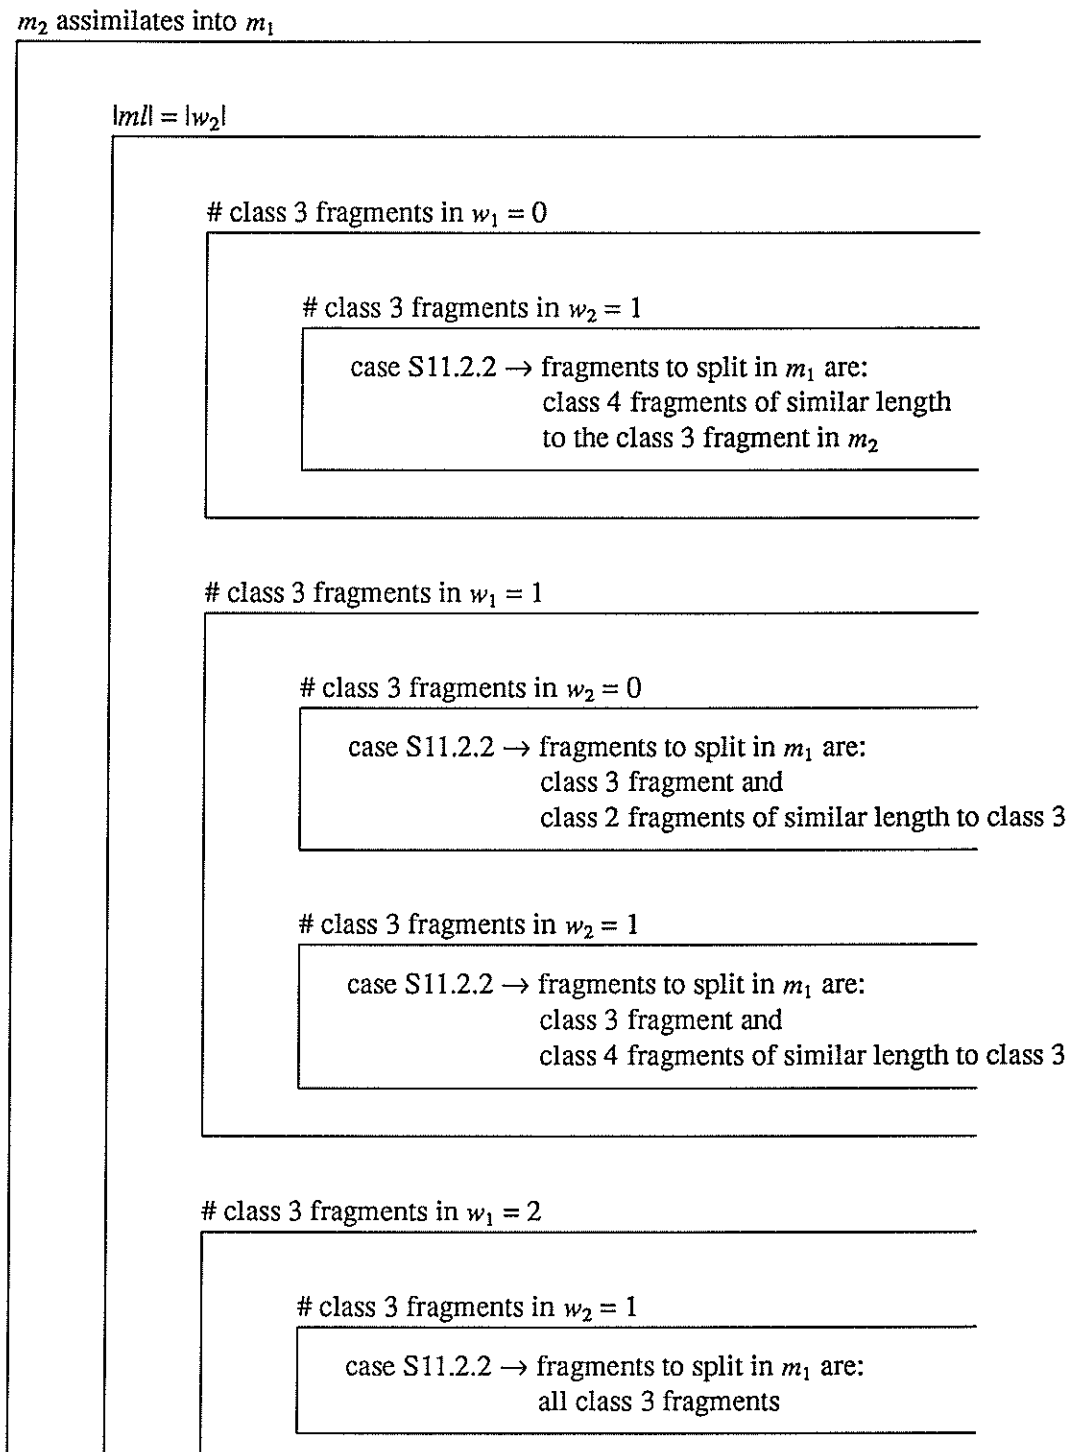 m₂ assimilates into m₁
|ml| = |w₂|
# class 3 fragments in w₁ = 0
# class 3 fragments in w₂ = 1
case S11.2.2 → fragments to split in m₁ are:
class 4 fragments of similar length
to the class 3 fragment in m₂
# class 3 fragments in w₁ = 1
# class 3 fragments in w₂ = 0
case S11.2.2 → fragments to split in m₁ are:
class 3 fragment and
class 2 fragments of similar length to class 3
# class 3 fragments in w₂ = 1
case S11.2.2 → fragments to split in m₁ are:
class 3 fragment and
class 4 fragments of similar length to class 3
# class 3 fragments in w₁ = 2
# class 3 fragments in w₂ = 1
case S11.2.2 → fragments to split in m₁ are:
all class 3 fragments